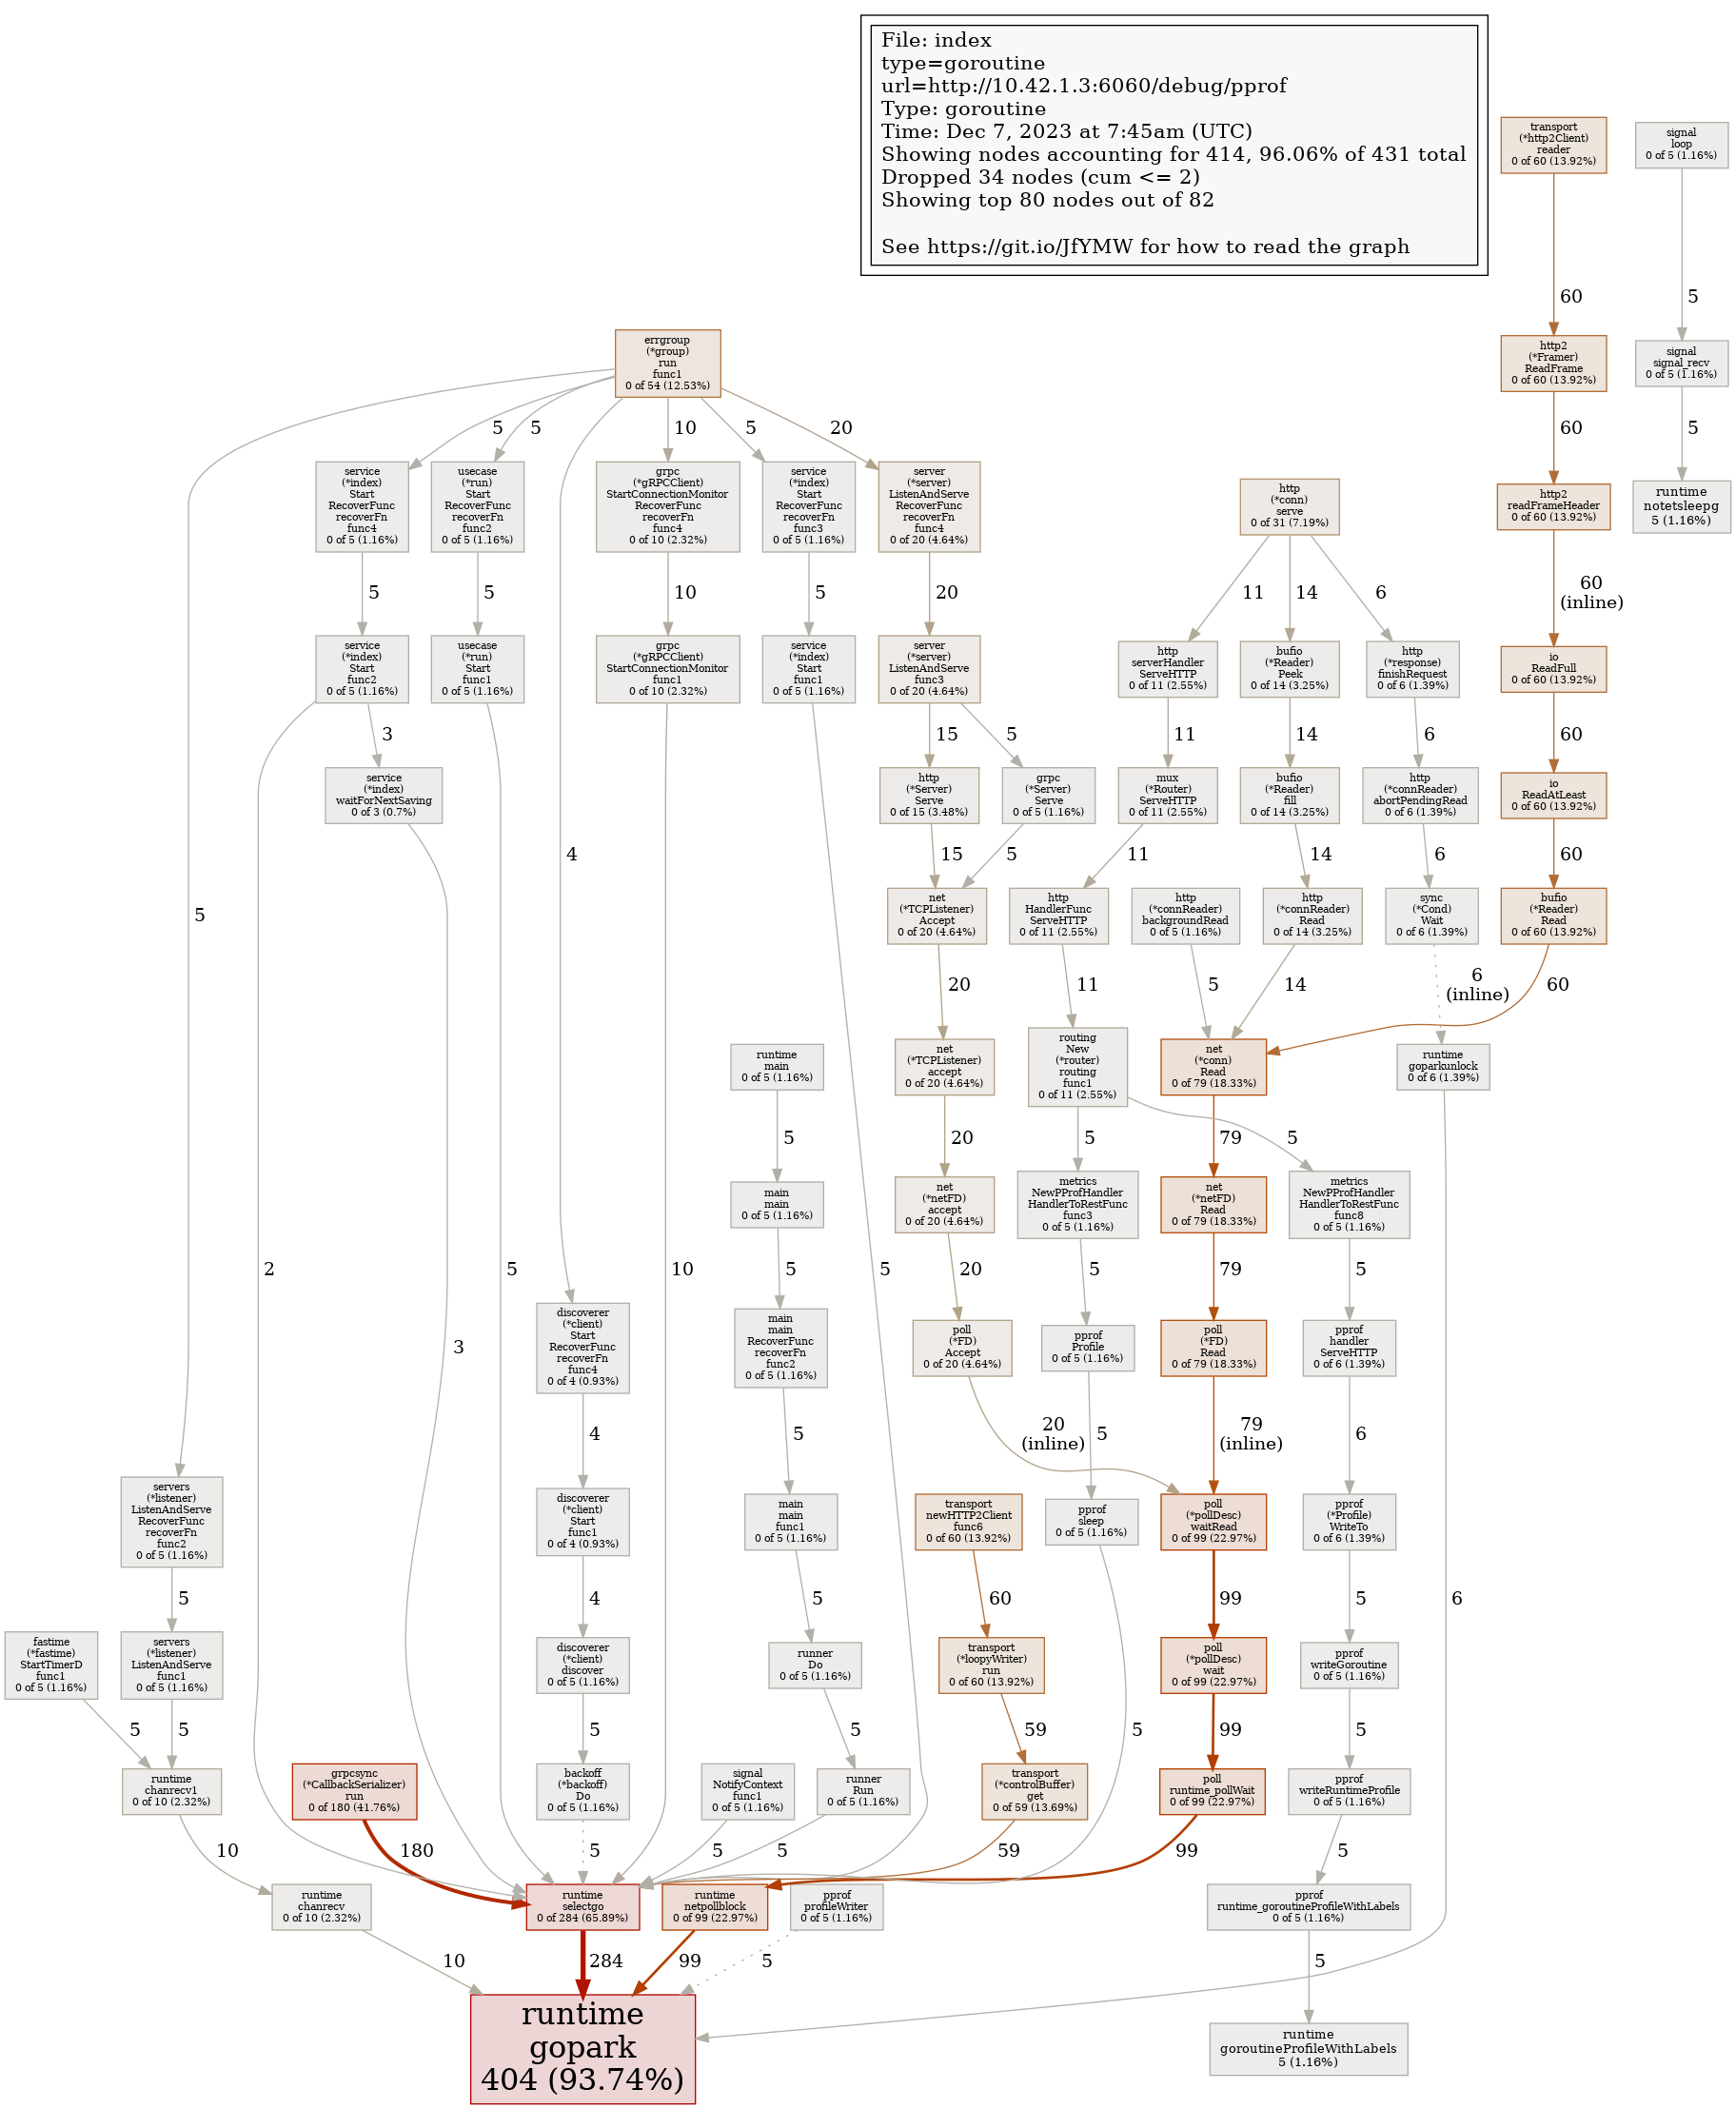 File: index
type=goroutine
url=http://10.42.1.3:6060/debug/pprof
Type: goroutine
Time: Dec 7, 2023 at 7:45am (UTC)
Showing nodes accounting for 414, 96.06% of 431 total
Dropped 34 nodes (cum <= 2)
Showing top 80 nodes out of 82
See https://git.io/JfYMW for how to read the graph
transport
(*http2Client)
reader
0 of 60 (13.92%)
signal
loop
0 of 5 (1.16%)
60
5
errgroup
(*group)
run
func1
0 of 54 (12.53%)
http2
(*Framer)
ReadFrame
0 of 60 (13.92%)
signal
signal_recv
0 of 5 (1.16%)
5
5
10
5
20
60
5
service
(*index)
Start
RecoverFunc
recoverFn
func4
0 of 5 (1.16%)
usecase
(*run)
Start
RecoverFunc
recoverFn
func2
0 of 5 (1.16%)
grpc
(*gRPCClient)
StartConnectionMonitor
RecoverFunc
recoverFn
func4
0 of 10 (2.32%)
service
(*index)
Start
RecoverFunc
recoverFn
func3
0 of 5 (1.16%)
server
(*server)
ListenAndServe
RecoverFunc
recoverFn
func4
0 of 20 (4.64%)
http
(*conn)
serve
0 of 31 (7.19%)
http2
readFrameHeader
0 of 60 (13.92%)
runtime
notetsleepg
5 (1.16%)
5
5
10
5
20
11
14
6
60
(inline)
service
(*index)
Start
func2
0 of 5 (1.16%)
usecase
(*run)
Start
func1
0 of 5 (1.16%)
grpc
(*gRPCClient)
StartConnectionMonitor
func1
0 of 10 (2.32%)
service
(*index)
Start
func1
0 of 5 (1.16%)
server
(*server)
ListenAndServe
func3
0 of 20 (4.64%)
http
serverHandler
ServeHTTP
0 of 11 (2.55%)
bufio
(*Reader)
Peek
0 of 14 (3.25%)
http
(*response)
finishRequest
0 of 6 (1.39%)
io
ReadFull
0 of 60 (13.92%)
3
15
5
11
14
6
60
service
(*index)
waitForNextSaving
0 of 3 (0.7%)
http
(*Server)
Serve
0 of 15 (3.48%)
grpc
(*Server)
Serve
0 of 5 (1.16%)
mux
(*Router)
ServeHTTP
0 of 11 (2.55%)
bufio
(*Reader)
fill
0 of 14 (3.25%)
http
(*connReader)
abortPendingRead
0 of 6 (1.39%)
io
ReadAtLeast
0 of 60 (13.92%)
4
15
5
11
14
6
60
5
net
(*TCPListener)
Accept
0 of 20 (4.64%)
http
HandlerFunc
ServeHTTP
0 of 11 (2.55%)
http
(*connReader)
backgroundRead
0 of 5 (1.16%)
http
(*connReader)
Read
0 of 14 (3.25%)
sync
(*Cond)
Wait
0 of 6 (1.39%)
bufio
(*Reader)
Read
0 of 60 (13.92%)
20
11
5
14
6
(inline)
60
runtime
main
0 of 5 (1.16%)
net
(*TCPListener)
accept
0 of 20 (4.64%)
routing
New
(*router)
routing
func1
0 of 11 (2.55%)
net
(*conn)
Read
0 of 79 (18.33%)
runtime
goparkunlock
0 of 6 (1.39%)
5
20
5
79
5
main
main
0 of 5 (1.16%)
net
(*netFD)
accept
0 of 20 (4.64%)
metrics
NewPProfHandler
HandlerToRestFunc
func3
0 of 5 (1.16%)
net
(*netFD)
Read
0 of 79 (18.33%)
metrics
NewPProfHandler
HandlerToRestFunc
func8
0 of 5 (1.16%)
2
5
10
5
5
20
5
79
5
discoverer
(*client)
Start
RecoverFunc
recoverFn
func4
0 of 4 (0.93%)
main
main
RecoverFunc
recoverFn
func2
0 of 5 (1.16%)
poll
(*FD)
Accept
0 of 20 (4.64%)
pprof
Profile
0 of 5 (1.16%)
poll
(*FD)
Read
0 of 79 (18.33%)
pprof
handler
ServeHTTP
0 of 6 (1.39%)
3
4
5
20
(inline)
5
79
(inline)
6
servers
(*listener)
ListenAndServe
RecoverFunc
recoverFn
func2
0 of 5 (1.16%)
discoverer
(*client)
Start
func1
0 of 4 (0.93%)
main
main
func1
0 of 5 (1.16%)
transport
newHTTP2Client
func6
0 of 60 (13.92%)
pprof
sleep
0 of 5 (1.16%)
poll
(*pollDesc)
waitRead
0 of 99 (22.97%)
pprof
(*Profile)
WriteTo
0 of 6 (1.39%)
5
4
5
60
99
5
6
fastime
(*fastime)
StartTimerD
func1
0 of 5 (1.16%)
servers
(*listener)
ListenAndServe
func1
0 of 5 (1.16%)
discoverer
(*client)
discover
0 of 5 (1.16%)
runner
Do
0 of 5 (1.16%)
transport
(*loopyWriter)
run
0 of 60 (13.92%)
poll
(*pollDesc)
wait
0 of 99 (22.97%)
pprof
writeGoroutine
0 of 5 (1.16%)
5
5
5
5
59
5
99
5
runtime
chanrecv1
0 of 10 (2.32%)
grpcsync
(*CallbackSerializer)
run
0 of 180 (41.76%)
backoff
(*backoff)
Do
0 of 5 (1.16%)
signal
NotifyContext
func1
0 of 5 (1.16%)
runner
Run
0 of 5 (1.16%)
transport
(*controlBuffer)
get
0 of 59 (13.69%)
poll
runtime_pollWait
0 of 99 (22.97%)
pprof
writeRuntimeProfile
0 of 5 (1.16%)
10
180
5
5
5
59
99
5
runtime
chanrecv
0 of 10 (2.32%)
runtime
selectgo
0 of 284 (65.89%)
runtime
netpollblock
0 of 99 (22.97%)
pprof
profileWriter
0 of 5 (1.16%)
pprof
runtime_goroutineProfileWithLabels
0 of 5 (1.16%)
10
284
99
5
5
runtime
gopark
404 (93.74%)
runtime
goroutineProfileWithLabels
5 (1.16%)